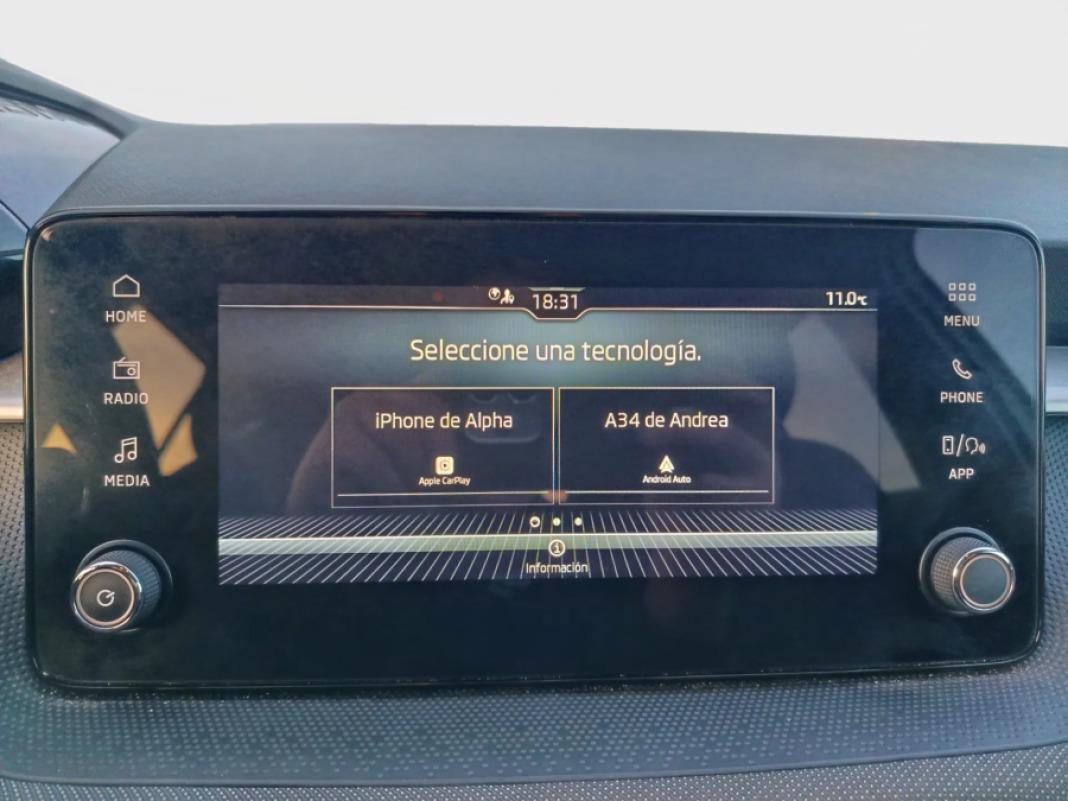 18:31
11.0°C
HOME
MENU
Seleccione una tecnología.
RADIO
PHONE
iPhone de Alpha
A34 de Andrea
MEDIA
APP
Apple CarPlay
Android Auto
Información